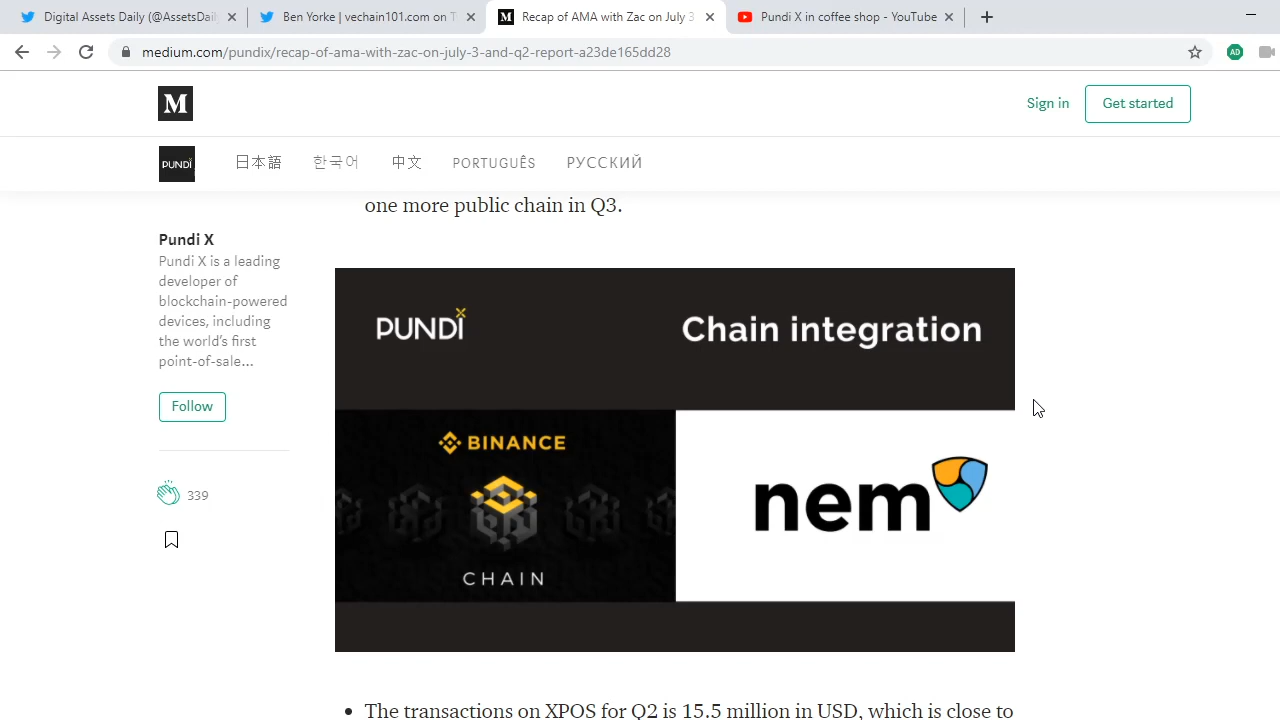 Digital Assets Daily (@AssetsDail
Ben Yorke | vechain101.com on T
M Recap of AMA with Zac on July 3
Pundi X in coffee shop - YouTube
medium.com/pundix/recap-of-ama-with-zac-on-july-3-and-q2-report-a23de165dd28
AD
M
Sign in
Get started
PUNDI
日本語
한국어
中文
PORTUGUÊS
РУССКИЙ
one more public chain in Q3.
Pundi X
Pundi X is a leading
developer of
blockchain-powered
devices, including
the world's first
point-of-sale...
Follow
339
PUNDI
Chain integration
BINANCE
CHAIN
nem
• The transactions on XPOS for Q2 is 15.5 million in USD, which is close to